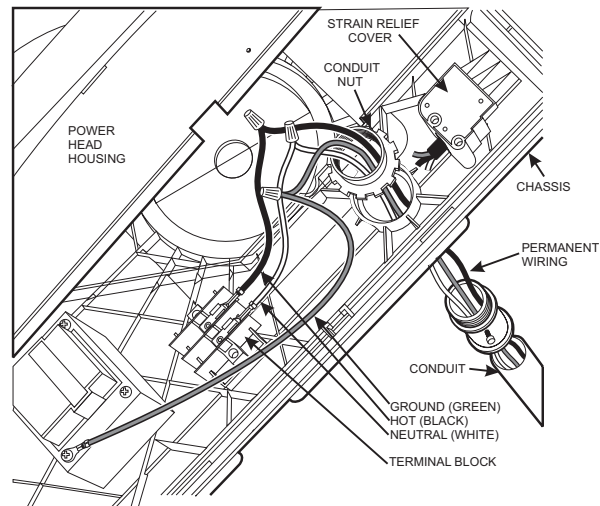 STRAIN RELIEF
COVER
CONDUIT
NUT
POWER
HEAD
HOUSING
CHASSIS
PERMANENT
WIRING
CONDUIT
GROUND (GREEN)
HOT (BLACK)
NEUTRAL (WHITE)
TERMINAL BLOCK